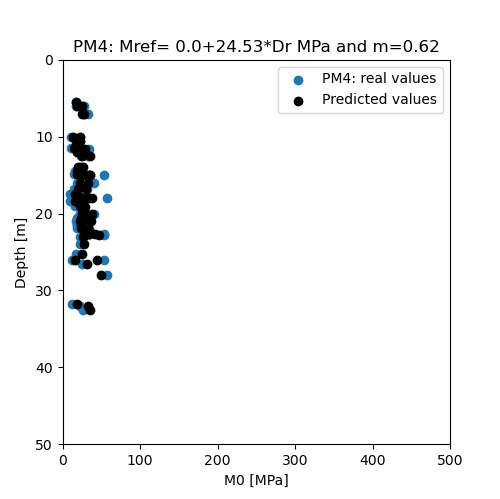 PM4: Mref= 0.0+24.53*Dr MPa and m=0.62
PM4: real values
Predicted values
0
10
20
30
40
50
Depth [m]
0
100
200
300
400
500
M0 [MPa]